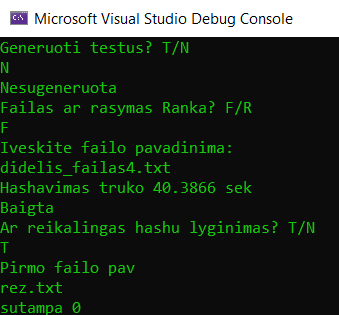 Microsoft Visual Studio Debug Console
Generuoti testus? T/N
N
Nesugeneruota
Failas ar rasymas Ranka? F/R
F
Iveskite failo pavadinima:
didelis_failas4.txt
Hashavimas truko 40.3866 sek
Baigta
Ar reikalingas hashu lyginimas? T/N
T
Pirmo failo pav
rez.txt
sutampa 0